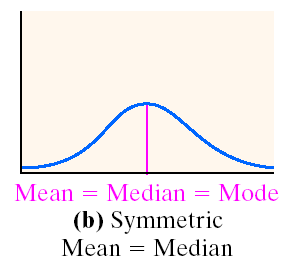 Mean = Median = Mode
(b) Symmetric
Mean = Median